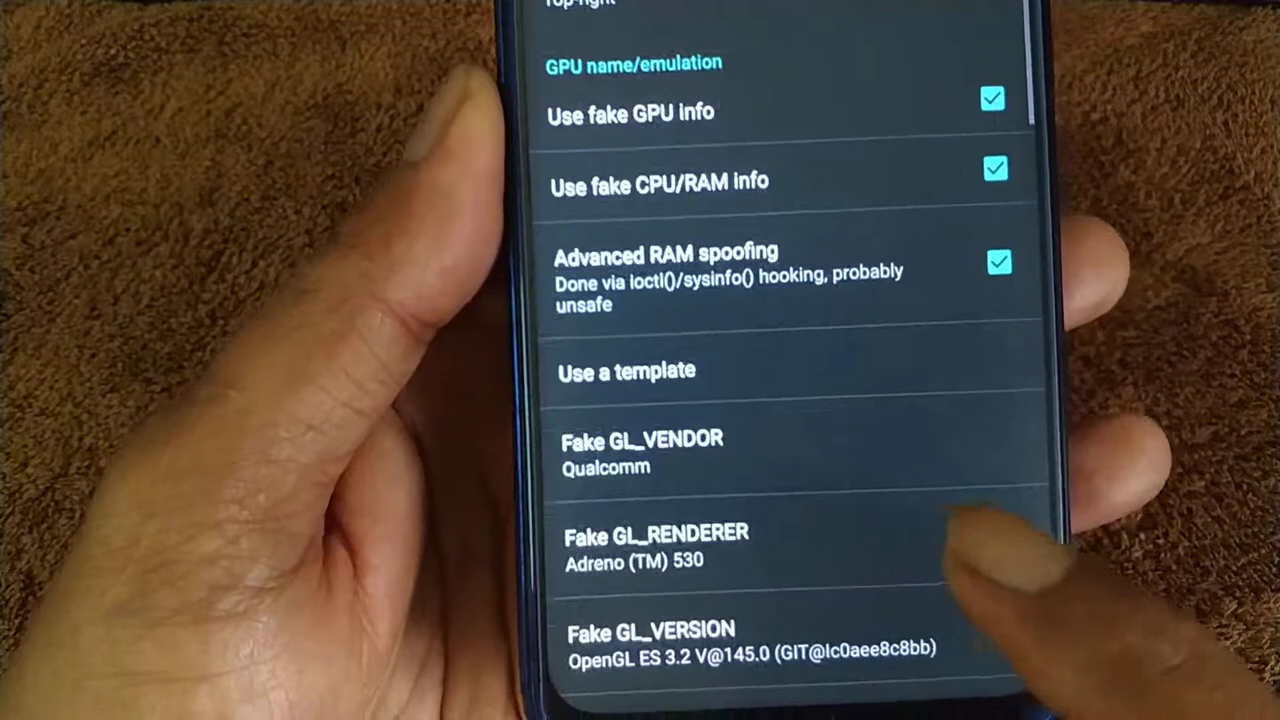 Top-right
GPU name/emulation
Use fake GPU info
Use fake CPU/RAM info
Advanced RAM spoofing
Done via ioctl()/sysinfo() hooking, probably
unsafe
Use a template
Fake GL_VENDOR
Qualcomm
Fake GL_RENDERER
Adreno (TM) 530
Fake GL_VERSION
OpenGL ES 3.2 V@145.0 (GIT@Ic0aee8c8bb)